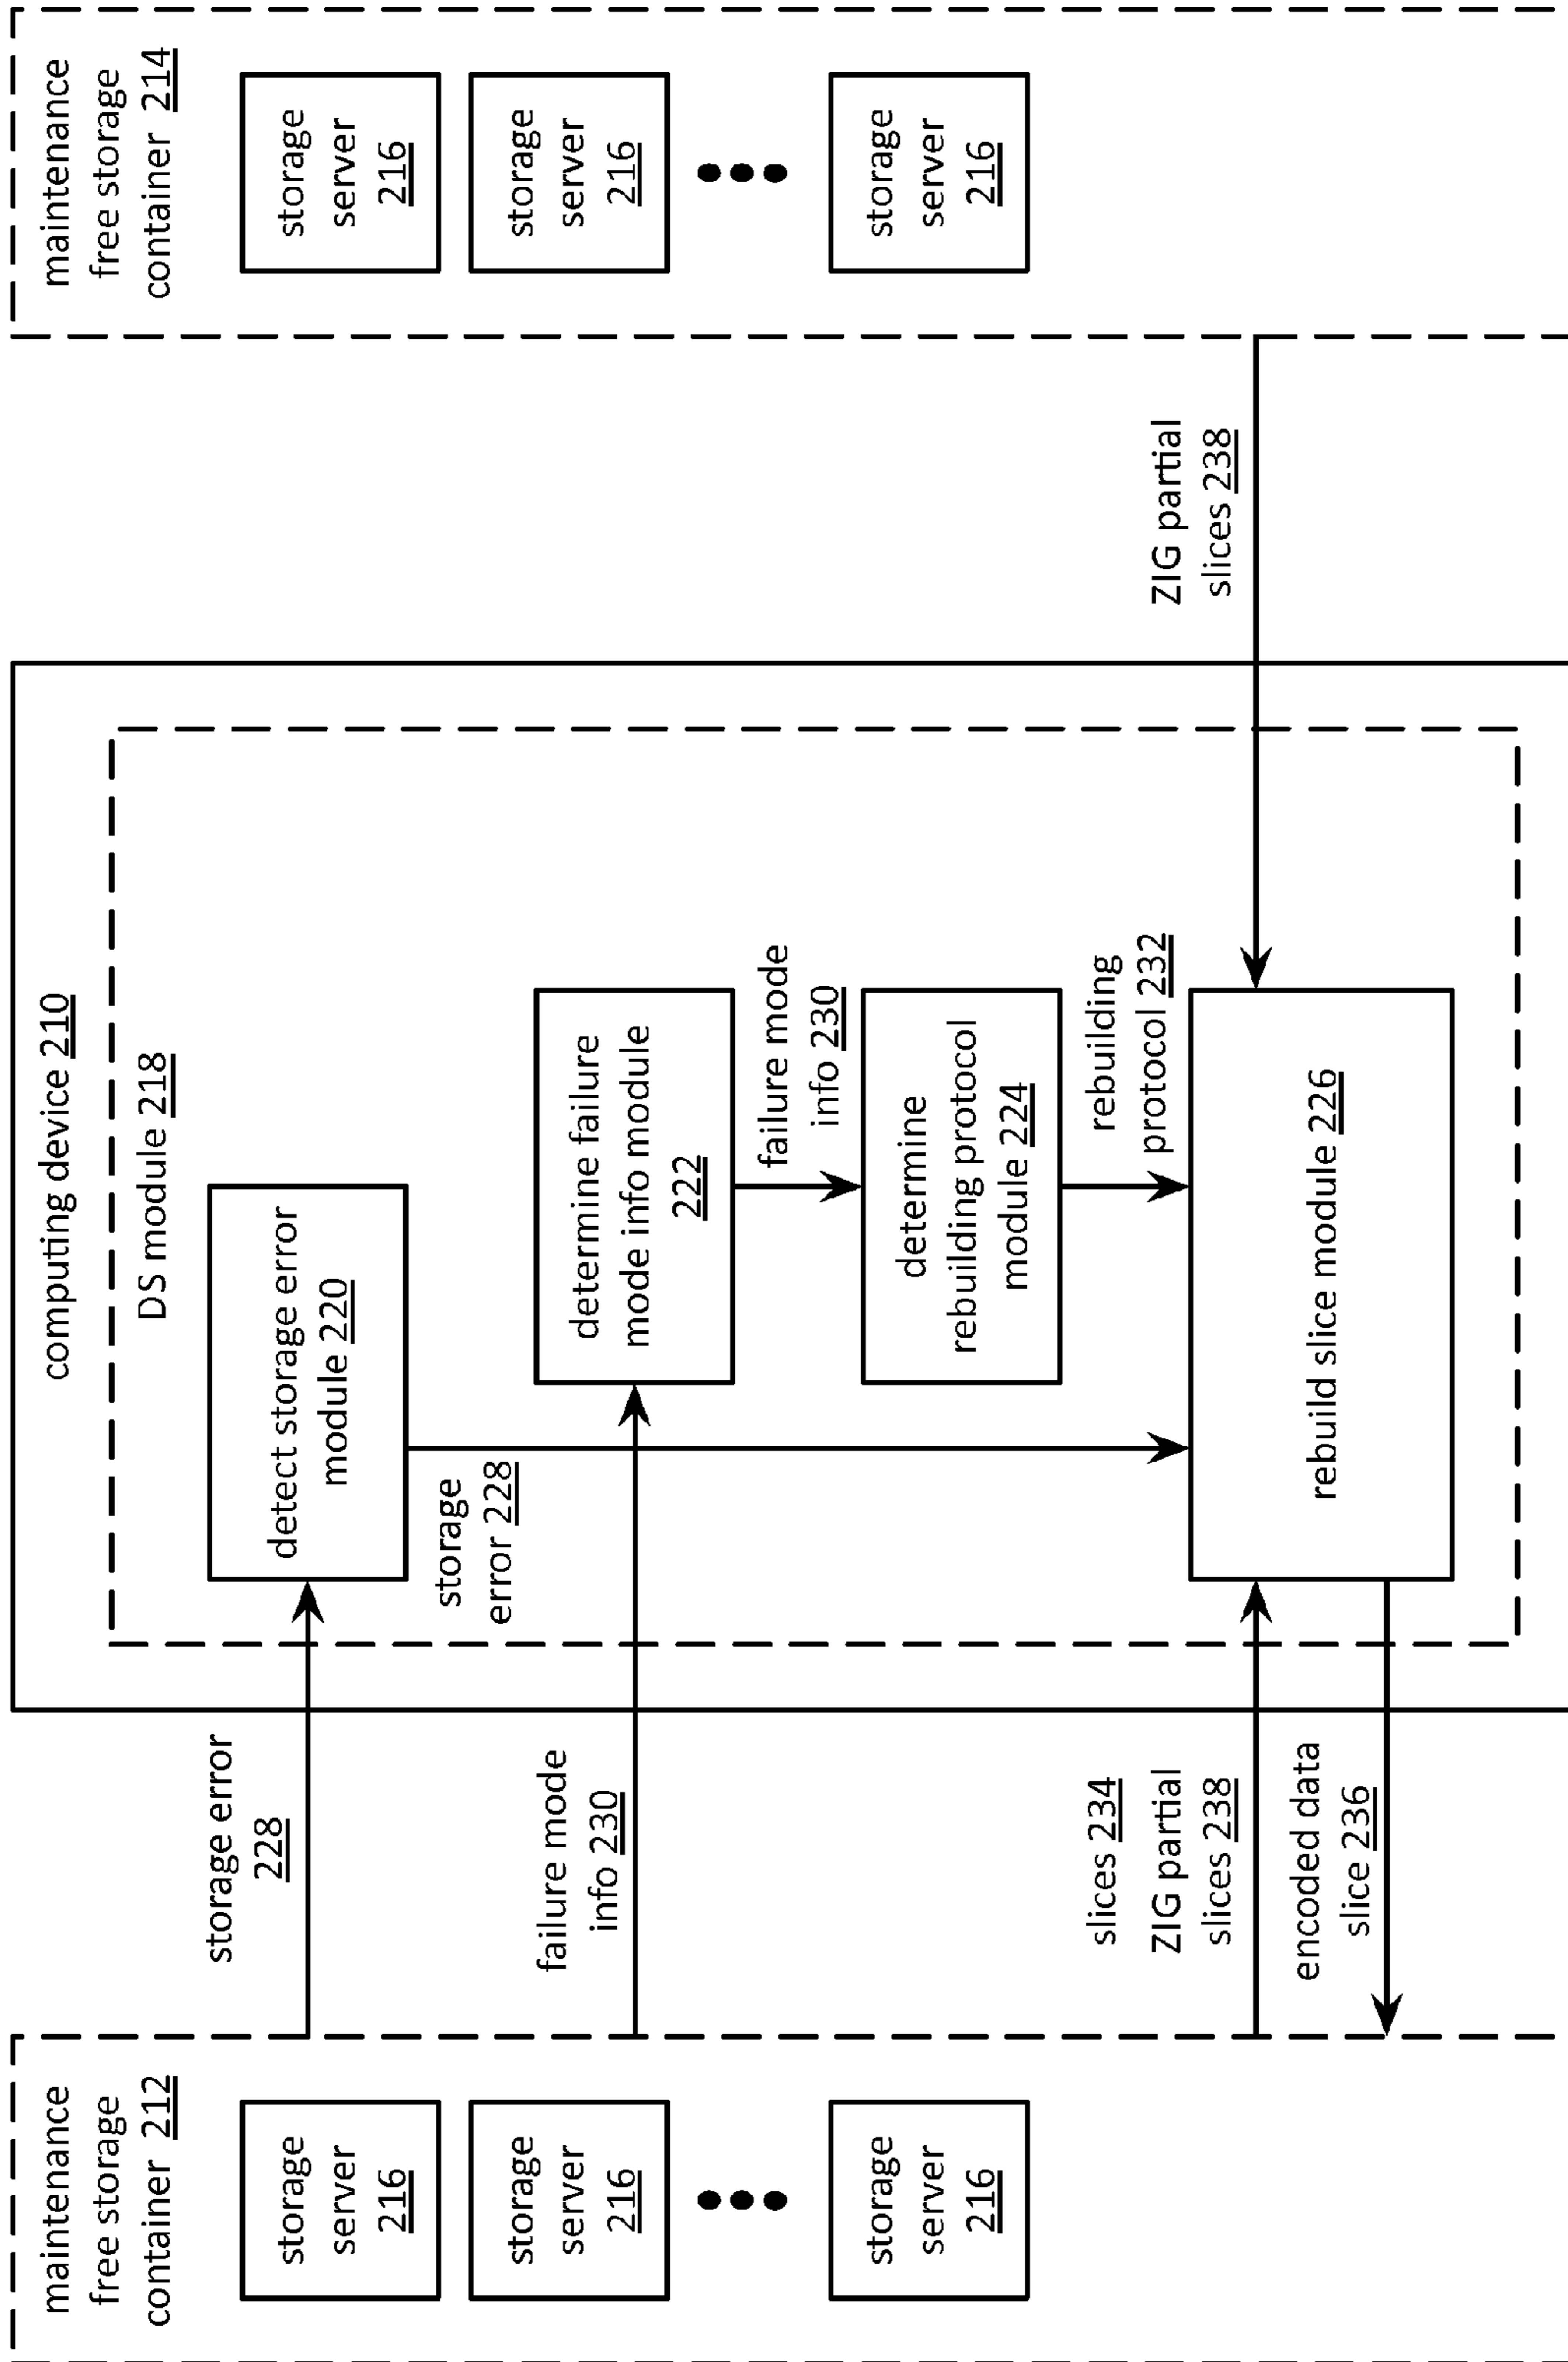 maintenance
free storage
container 212
storage
server
216
storage
server
216
storage
server
216
storage error
228
failure mode
info 230
slices 234
ZIG partial
slices 238
encoded data
slice 236
computing device 210
DS module 218
detect storage error
module 220
storage
error 228
determine failure
mode info module
222
failure mode
info 230
determine
rebuilding protocol
module 224
rebuilding
protocol 232
rebuild slice module 226
ZIG partial
slices 238
maintenance
free storage
container 214
storage
server
216
storage
server
216
storage
server
216